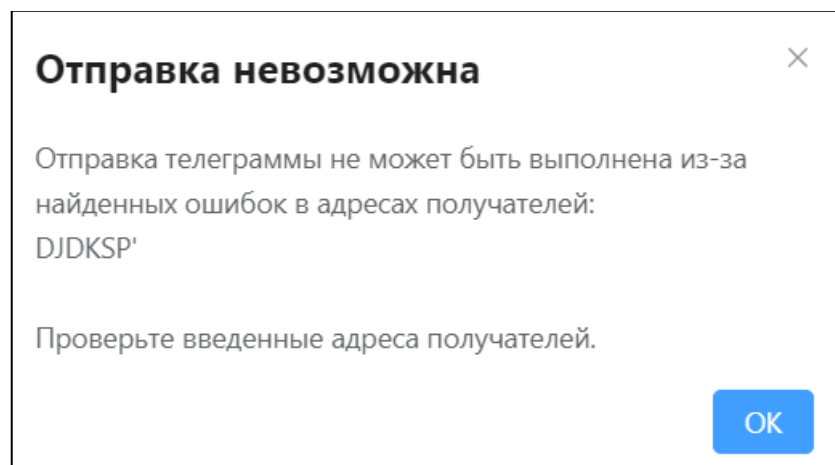 Отправка невозможна
Отправка телеграммы не может быть выполнена из-за
найденных ошибок в адресах получателей:
DJDKSP'
Проверьте введенные адреса получателей.
OK